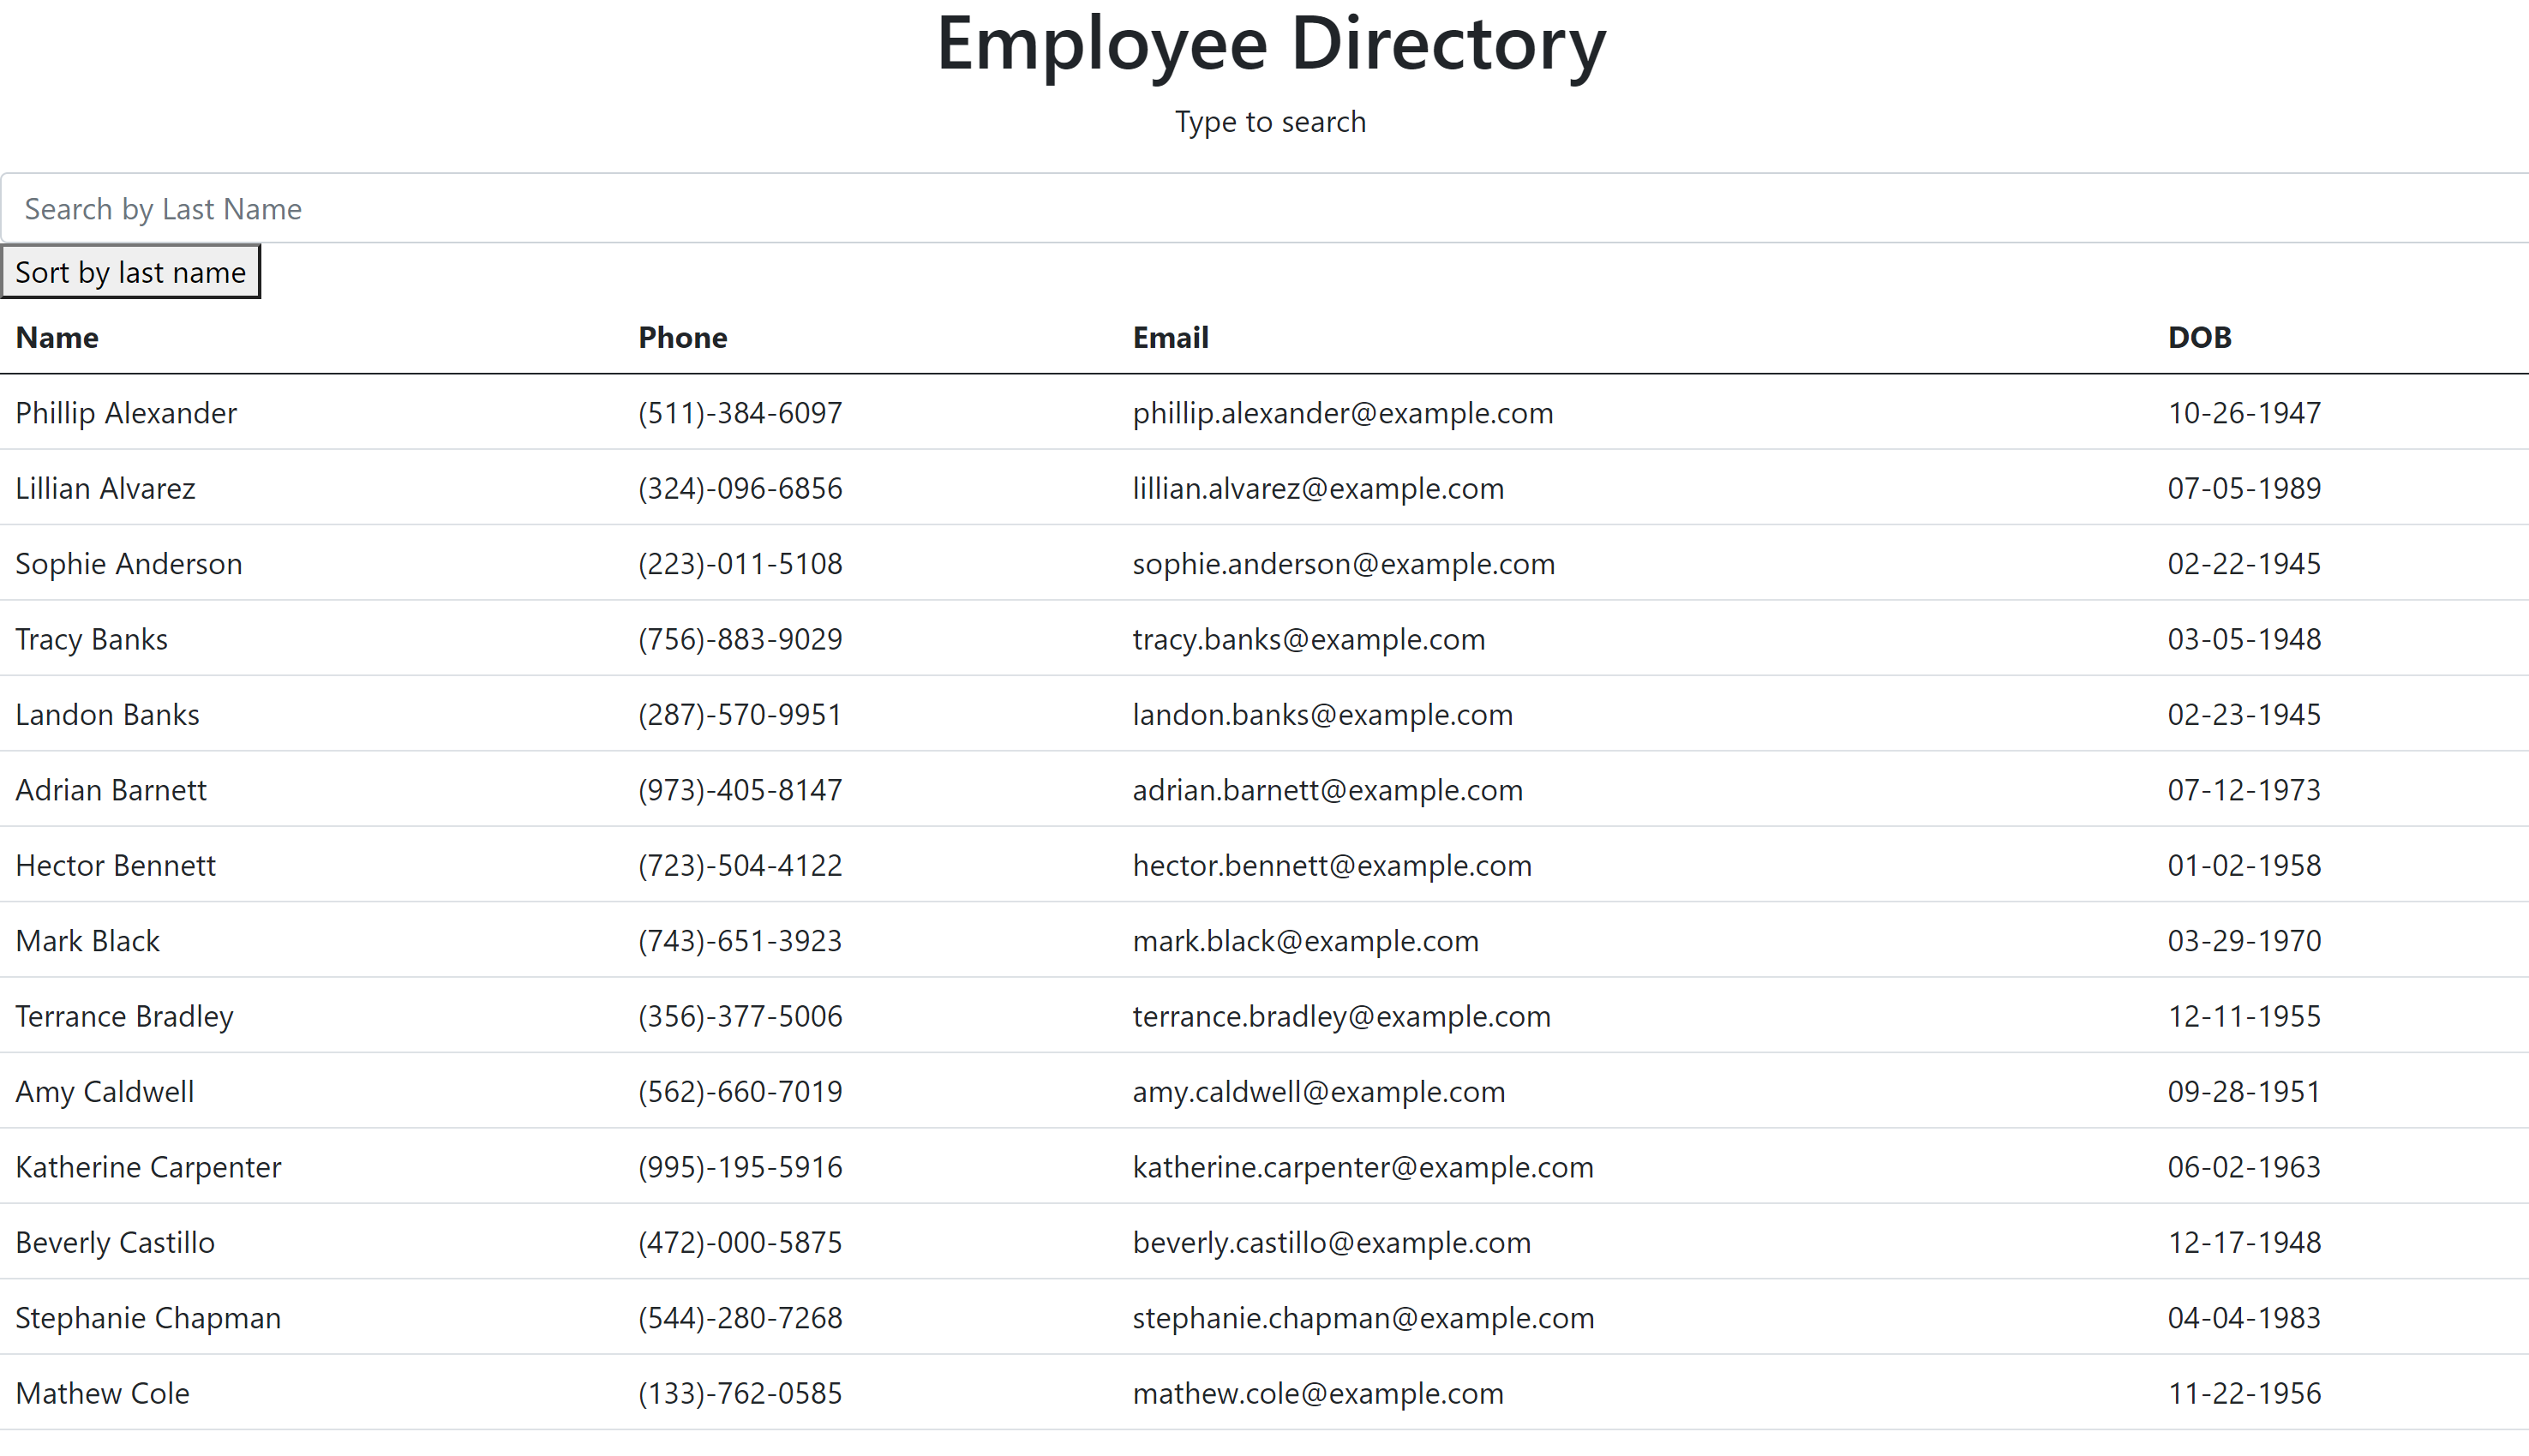 Employee Directory
Type to search
Search by Last Name
Sort by last name
Name Phone Email DOB
Phillip Alexander (511)-384-6097 phillip.alexander@example.com 10-26-1947
Lillian Alvarez (324)-096-6856 lillian.alvarez@example.com 07-05-1989
Sophie Anderson (223)-011-5108 sophie.anderson@example.com 02-22-1945
Tracy Banks (756)-883-9029 tracy.banks@example.com 03-05-1948
Landon Banks (287)-570-9951 landon.banks@example.com 02-23-1945
Adrian Barnett (973)-405-8147 adrian.barnett@example.com 07-12-1973
Hector Bennett (723)-504-4122 hector.bennett@example.com 01-02-1958
Mark Black (743)-651-3923 mark.black@example.com 03-29-1970
Terrance Bradley (356)-377-5006 terrance.bradley@example.com 12-11-1955
Amy Caldwell (562)-660-7019 amy.caldwell@example.com 09-28-1951
Katherine Carpenter (995)-195-5916 katherine.carpenter@example.com 06-02-1963
Beverly Castillo (472)-000-5875 beverly.castillo@example.com 12-17-1948
Stephanie Chapman (544)-280-7268 stephanie.chapman@example.com 04-04-1983
Mathew Cole (133)-762-0585 mathew.cole@example.com 11-22-1956